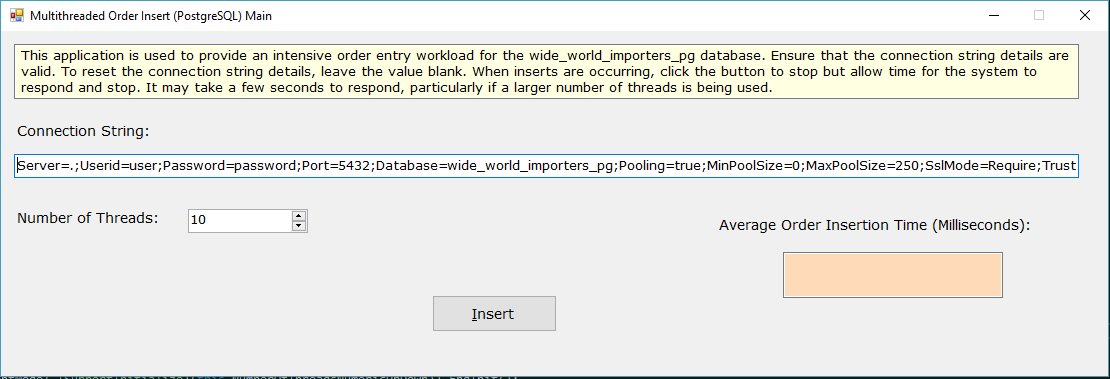 Multithreaded Order Insert (PostgreSQL) Main
This application is used to provide an intensive order entry workload for the wide_world_importers_pg database. Ensure that the connection string details are
valid. To reset the connection string details, leave the value blank. When inserts are occurring, click the button to stop but allow time for the system to
respond and stop. It may take a few seconds to respond, particularly if a larger number of threads is being used.
Connection String:
Server=.;Userid=user;Password=password;Port=5432;Database=wide_world_importers_pg;Pooling=true;MinPoolSize=0;MaxPoolSize=250;SslMode=Require;Trust
Number of Threads:
10
Average Order Insertion Time (Milliseconds):
Insert